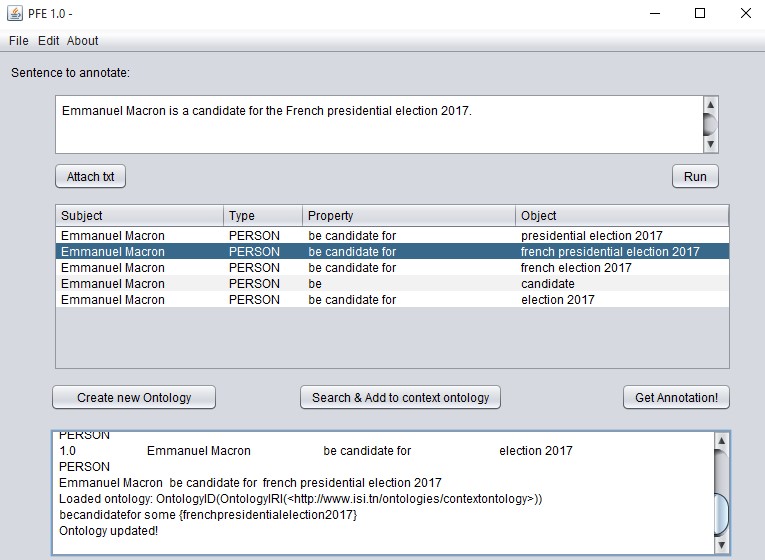 PFE 1.0 -
File Edit About
Sentence to annotate:
Emmanuel Macron is a candidate for the French presidential election 2017.
Attach txt Run
Subject Type Property Object
Emmanuel Macron PERSON be candidate for presidential election 2017
Emmanuel Macron PERSON be candidate for french presidential election 2017
Emmanuel Macron PERSON be candidate for french election 2017
Emmanuel Macron PERSON be candidate
Emmanuel Macron PERSON be candidate for election 2017
Create new Ontology Search & Add to context ontology Get Annotation!
PERSON
1.0 Emmanuel Macron be candidate for election 2017
PERSON
Emmanuel Macron be candidate for french presidential election 2017
Loaded ontology: OntologyID(OntologyIRI(<http://www.isi.tn/ontologies/contextontology>))
becandidatefor some {frenchpresidentialelection2017}
Ontology updated!